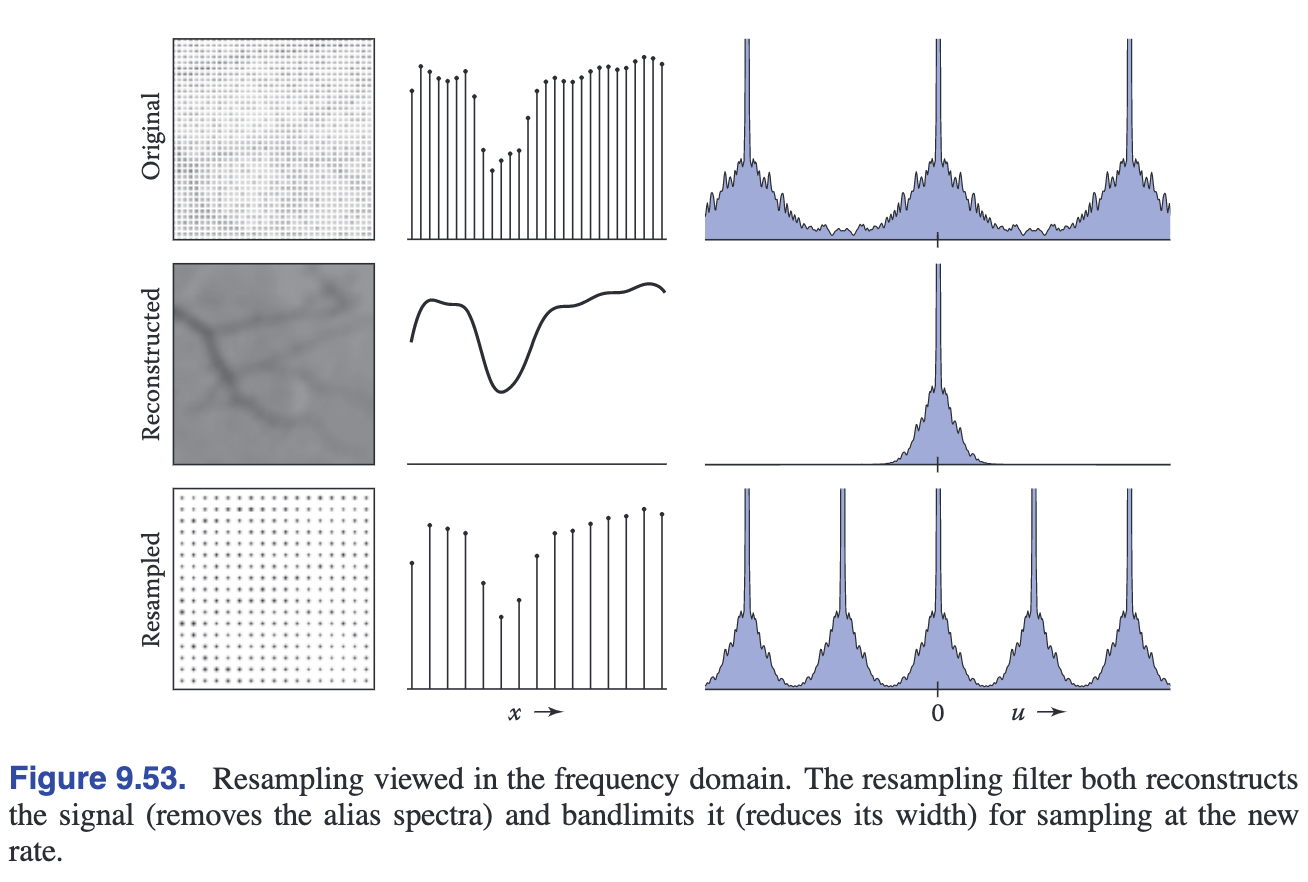 Original
Reconstructed
Resampled
x →
0
u →
Figure 9.53. Resampling viewed in the frequency domain. The resampling filter both reconstructs
the signal (removes the alias spectra) and bandlimits it (reduces its width) for sampling at the new
rate.